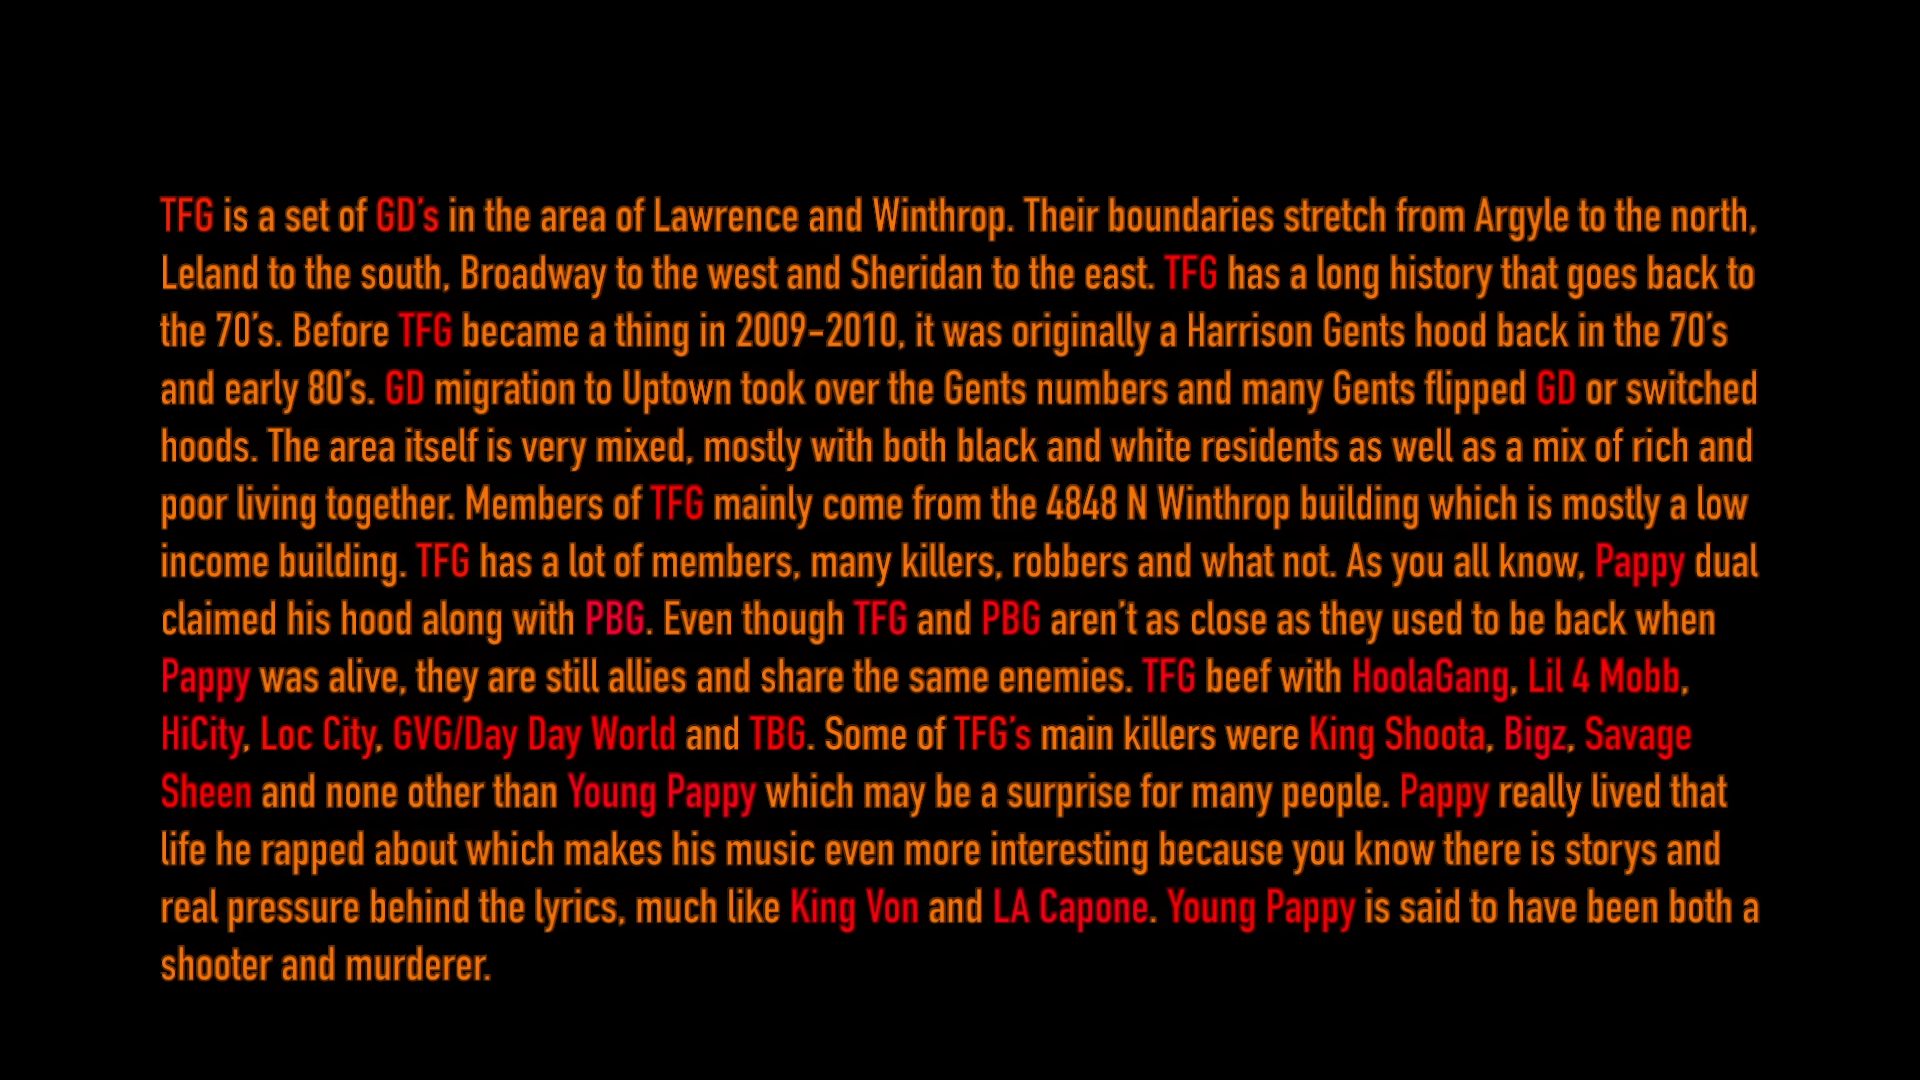 TFG is a set of GD's in the area of Lawrence and Winthrop. Their boundaries stretch from Argyle to the north,
Leland to the south, Broadway to the west and Sheridan to the east. TFG has a long history that goes back to
the 70's. Before TFG became a thing in 2009-2010, it was originally a Harrison Gents hood back in the 70's
and early 80's. GD migration to Uptown took over the Gents numbers and many Gents flipped GD or switched
hoods. The area itself is very mixed, mostly with both black and white residents as well as a mix of rich and
poor living together. Members of TFG mainly come from the 4848 N Winthrop building which is mostly a low
income building. TFG has a lot of members, many killers, robbers and what not. As you all know, Pappy dual
claimed his hood along with PBG. Even though TFG and PBG aren't as close as they used to be back when
Pappy was alive, they are still allies and share the same enemies. TFG beef with HoolaGang, Lil 4 Mobb,
HiCity, Loc City, GVG/Day Day World and TBG. Some of TFG's main killers were King Shoota, Bigz, Savage
Sheen and none other than Young Pappy which may be a surprise for many people. Pappy really lived that
life he rapped about which makes his music even more interesting because you know there is storys and
real pressure behind the lyrics, much like King Von and LA Capone. Young Pappy is said to have been both a
shooter and murderer.